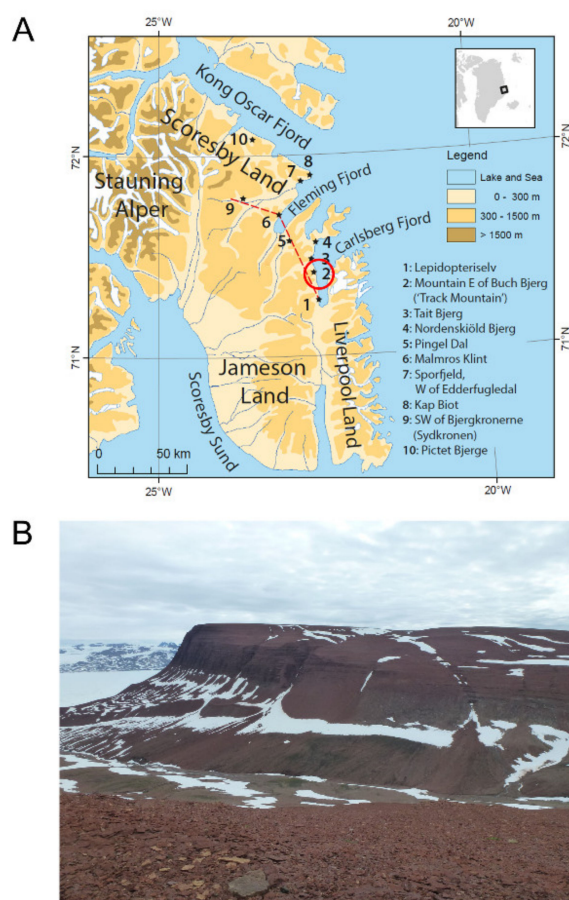 A
25°W
20°W
Kong Oscar Fjord
72°N
72°N
10
Scoresby Land
8
7
Stauning
Alper
Fleming Fjord
9
6
Carlsberg Fjord
5
4
3
2
1
71°N
71°N
Jameson
Land
Liverpool Land
Scoresby Sund
0 50 km
25°W
20°W
Legend
Lake and Sea
0 - 300 m
300 - 1500 m
> 1500 m
1: Lepidopteriselv
2: Mountain E of Buch Bjerg
('Track Mountain')
3: Tait Bjerg
4: Nordenskiöld Bjerg
5: Pingel Dal
6: Malmros Klint
7: Sporfjeld,
W of Edderfugledal
8: Kap Biot
9: SW of Bjergkronerne
(Sydkronen)
10: Pictet Bjerge
B